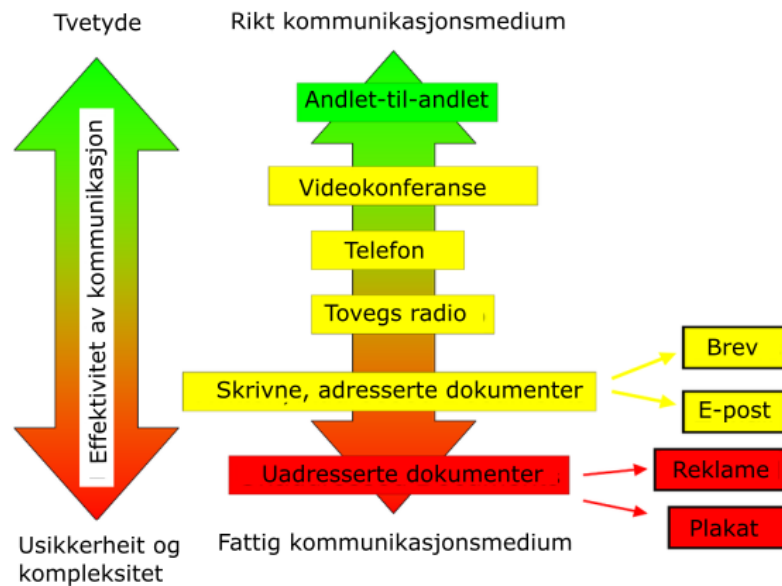 Tvetyde
Rikt kommunikasjonsmedium
Andlet-til-andlet
Videokonferanse
Telefon
Tovegs radio
Effektivitet av kommunikasjon
Skrivne, adresserte dokumenter
Brev
E-post
Uadresserte dokumenter
Reklame
Plakat
Usikkerheit og
kompleksitet
Fattig kommunikasjonsmedium